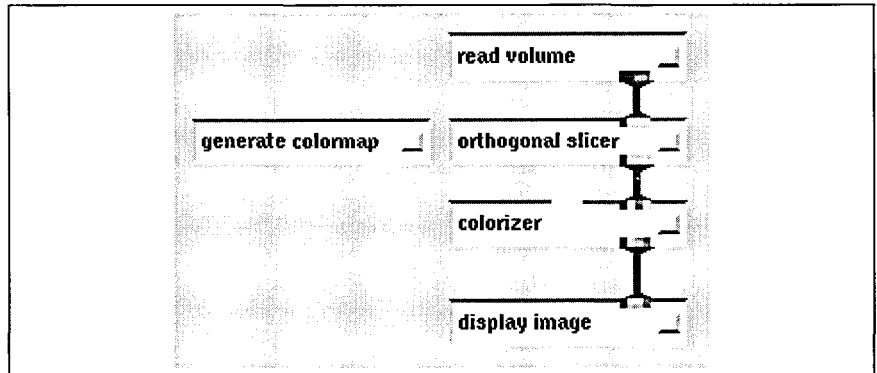 read volume
generate colormap
orthogonal slicer
colorizer
display image